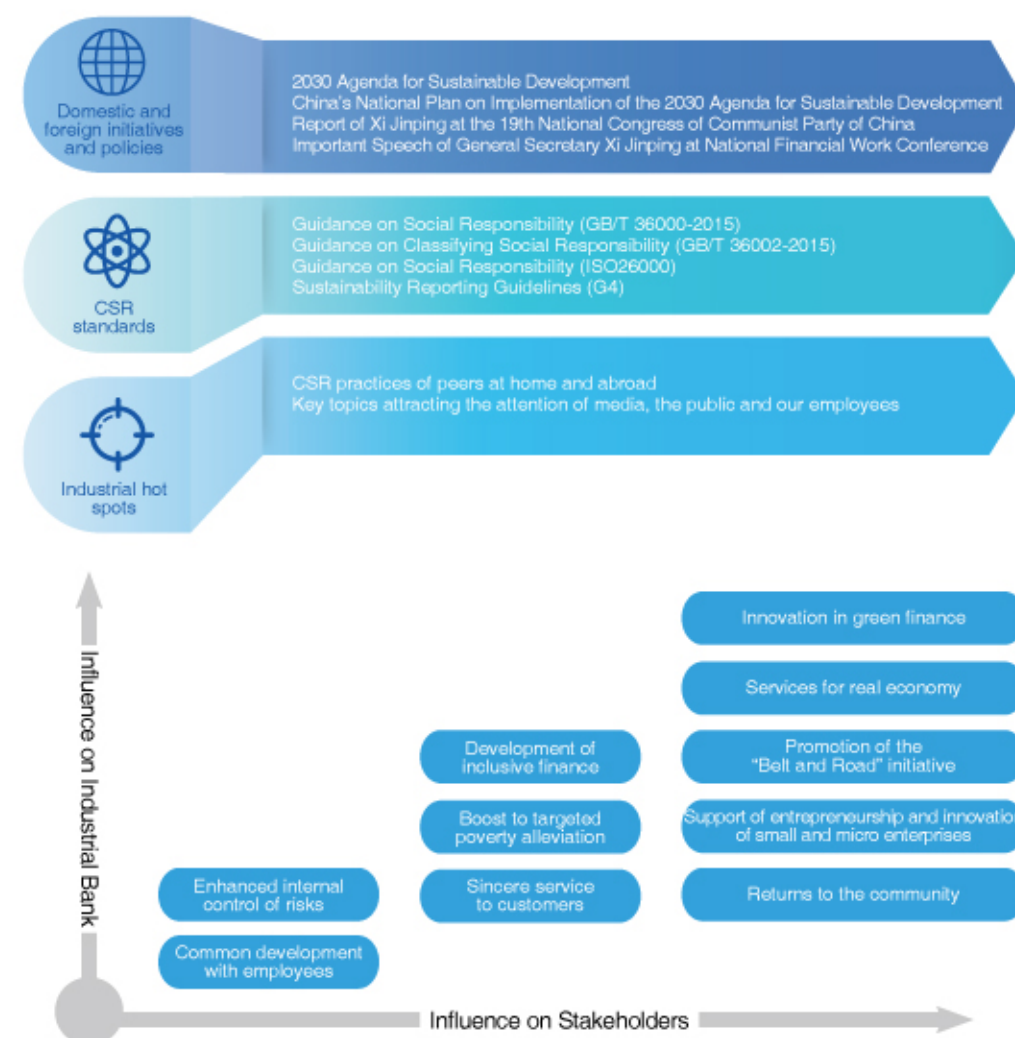 Domestic and
foreign initiatives
and policies
2030 Agenda for Sustainable Development
China's National Plan on Implementation of the 2030 Agenda for Sustainable Development
Report of Xi Jinping at the 19th National Congress of Communist Party of China
Important Speech of General Secretary Xi Jinping at National Financial Work Conference
CSR
standards
Guidance on Social Responsibility (GB/T 36000-2015)
Guidance on Classifying Social Responsibility (GB/T 36002-2015)
Guidance on Social Responsibility (ISO26000)
Sustainability Reporting Guidelines (G4)
Industrial hot
spots
CSR practices of peers at home and abroad
Key topics attracting the attention of media, the public and our employees
Influence on Industrial Bank
Innovation in green finance
Services for real economy
Development of
inclusive finance
Promotion of the
"Belt and Road" initiative
Boost to targeted
poverty alleviation
Support of entrepreneurship and innovation
of small and micro enterprises
Enhanced internal
control of risks
Sincere service
to customers
Returns to the community
Common development
with employees
Influence on Stakeholders